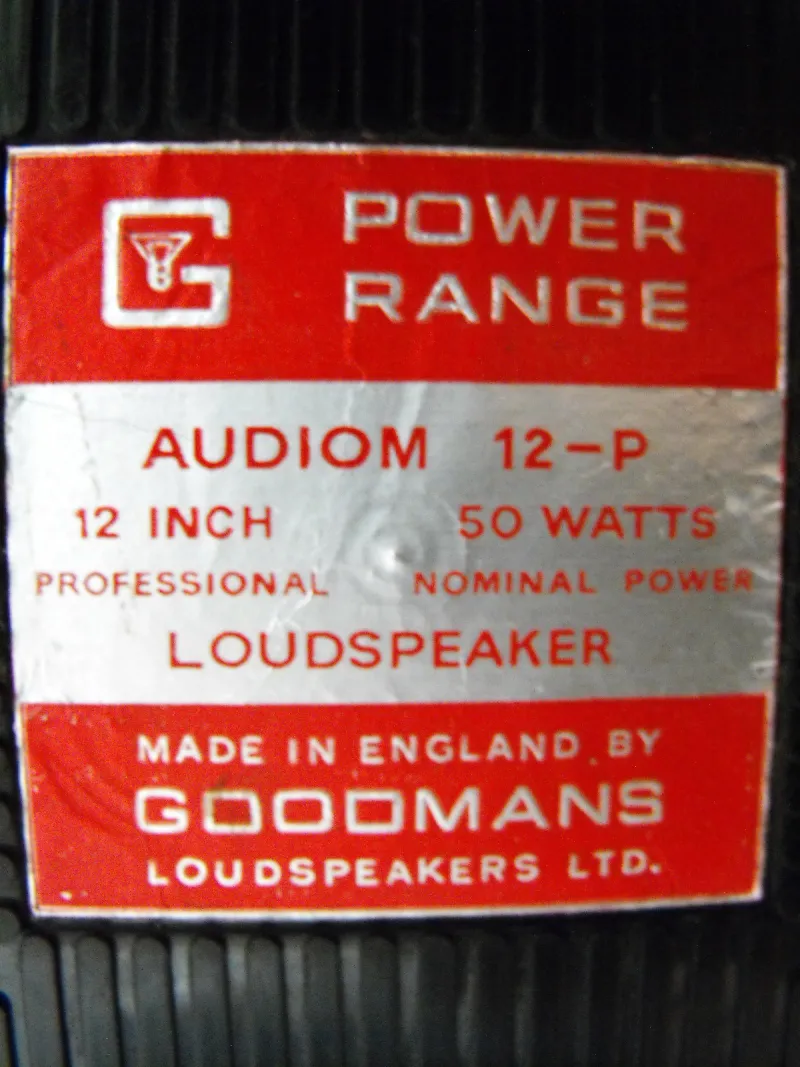 G
POWER
RANGE
AUDIOM 12-P
12 INCH 50 WATTS
PROFESSIONAL NOMINAL POWER
LOUDSPEAKER
MADE IN ENGLAND. BY
GOODMANS
LOUDSPEAKERS LTD.